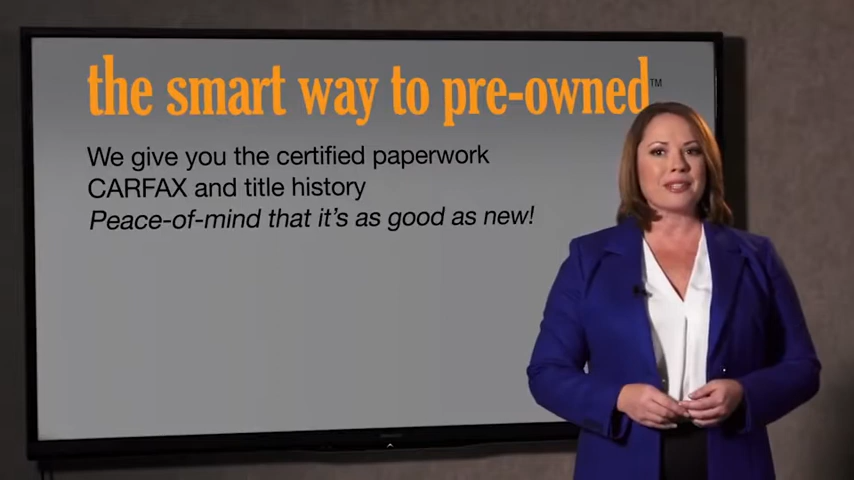 the smart way to pre-owned™
We give you the certified paperwork
CARFAX and title history
Peace-of-mind that it's as good as new!